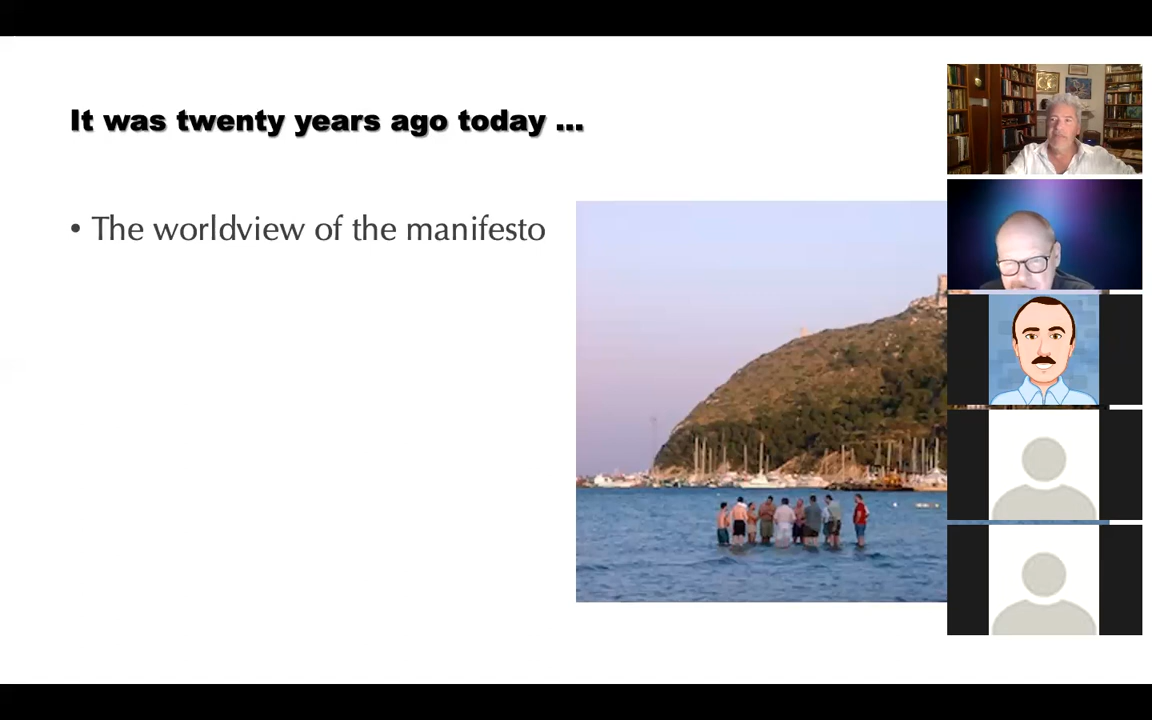 It was twenty years ago today ...
• The worldview of the manifesto